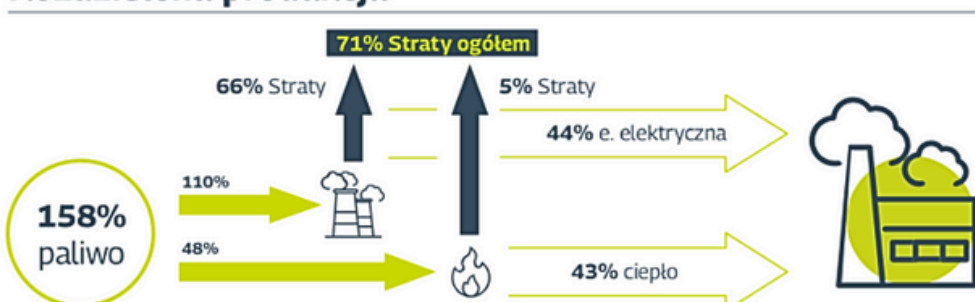 71% Straty ogółem
66% Straty
5% Straty
44% e. elektryczna
110%
158%
paliwo
48%
43% ciepło